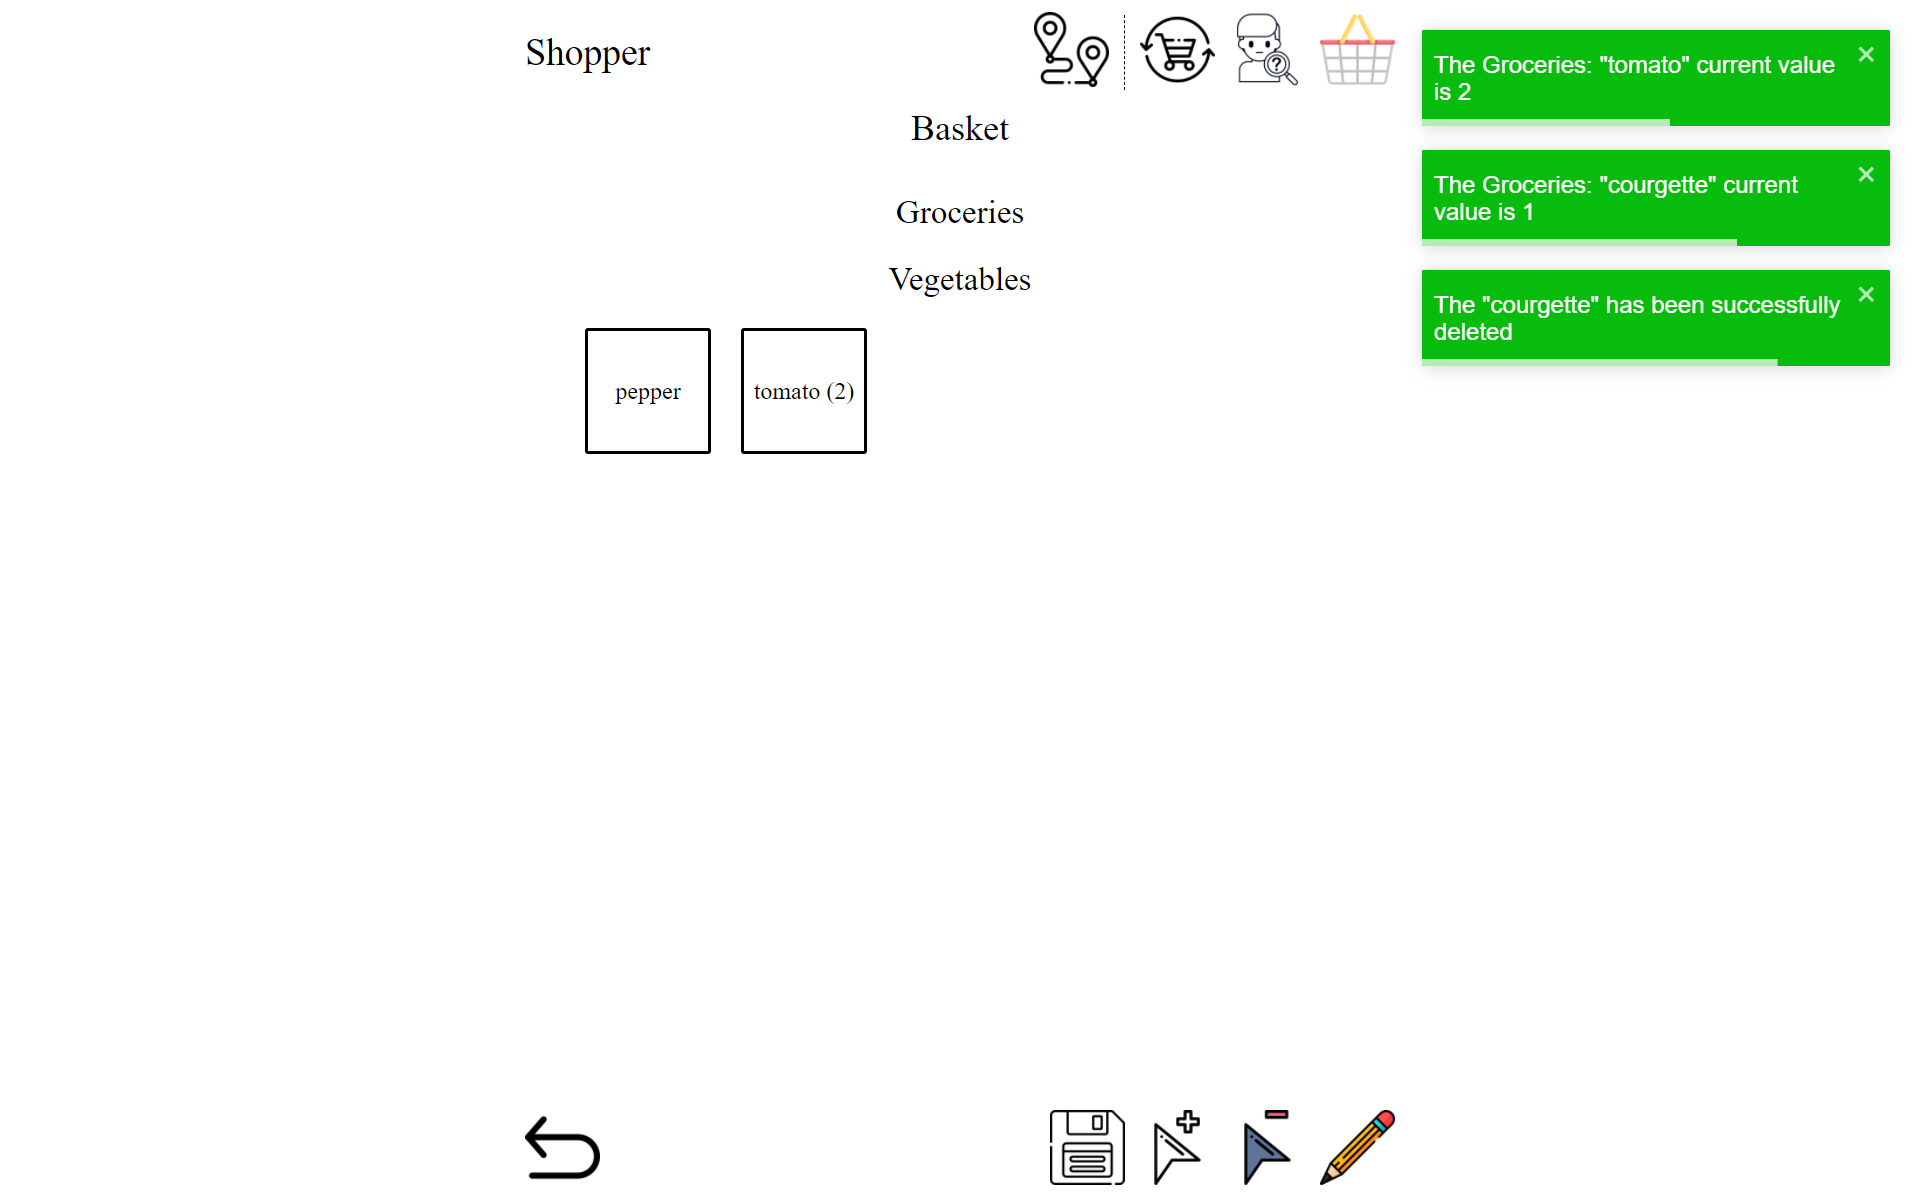 Shopper
Basket
Groceries
Vegetables
pepper
tomato (2)
The Groceries: "tomato" current value
is 2
The Groceries: "courgette" current
value is 1
The "courgette" has been successfully
deleted